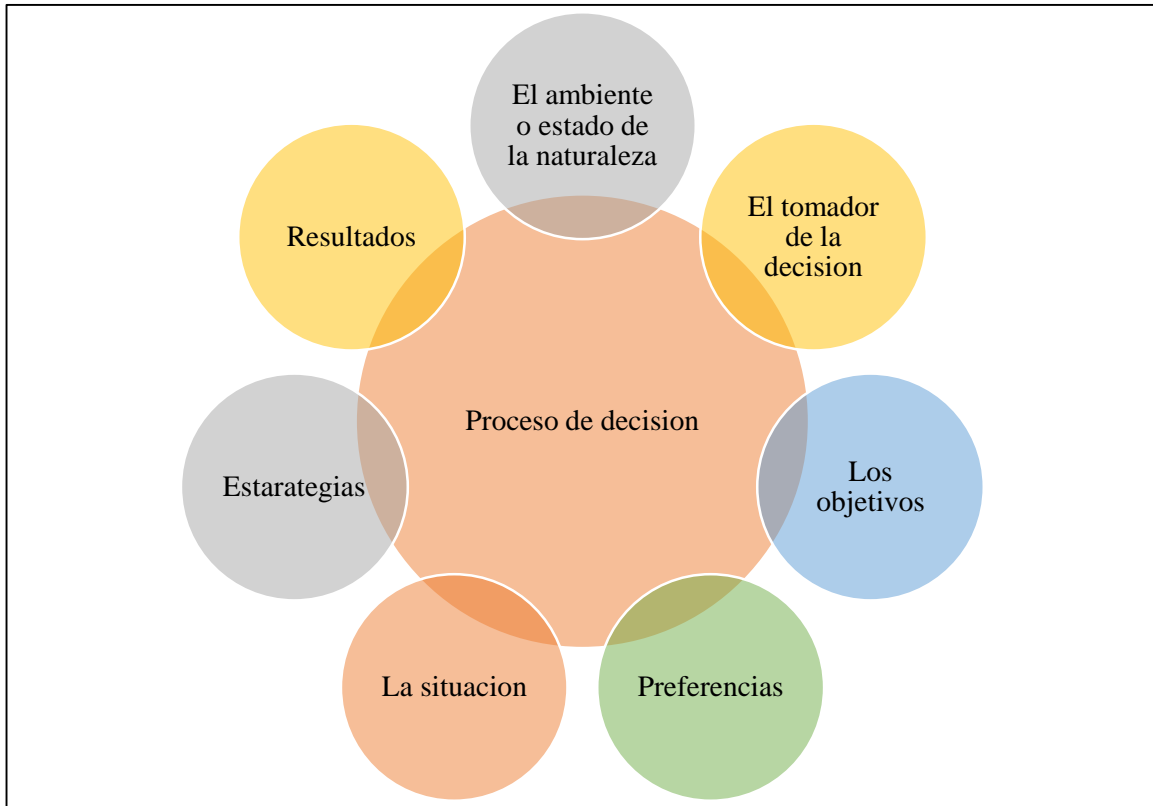 El ambiente
o estado de
la naturaleza
El tomador
de la
decision
Resultados
Proceso de decision
Los
objetivos
Estarategias
La situacion
Preferencias